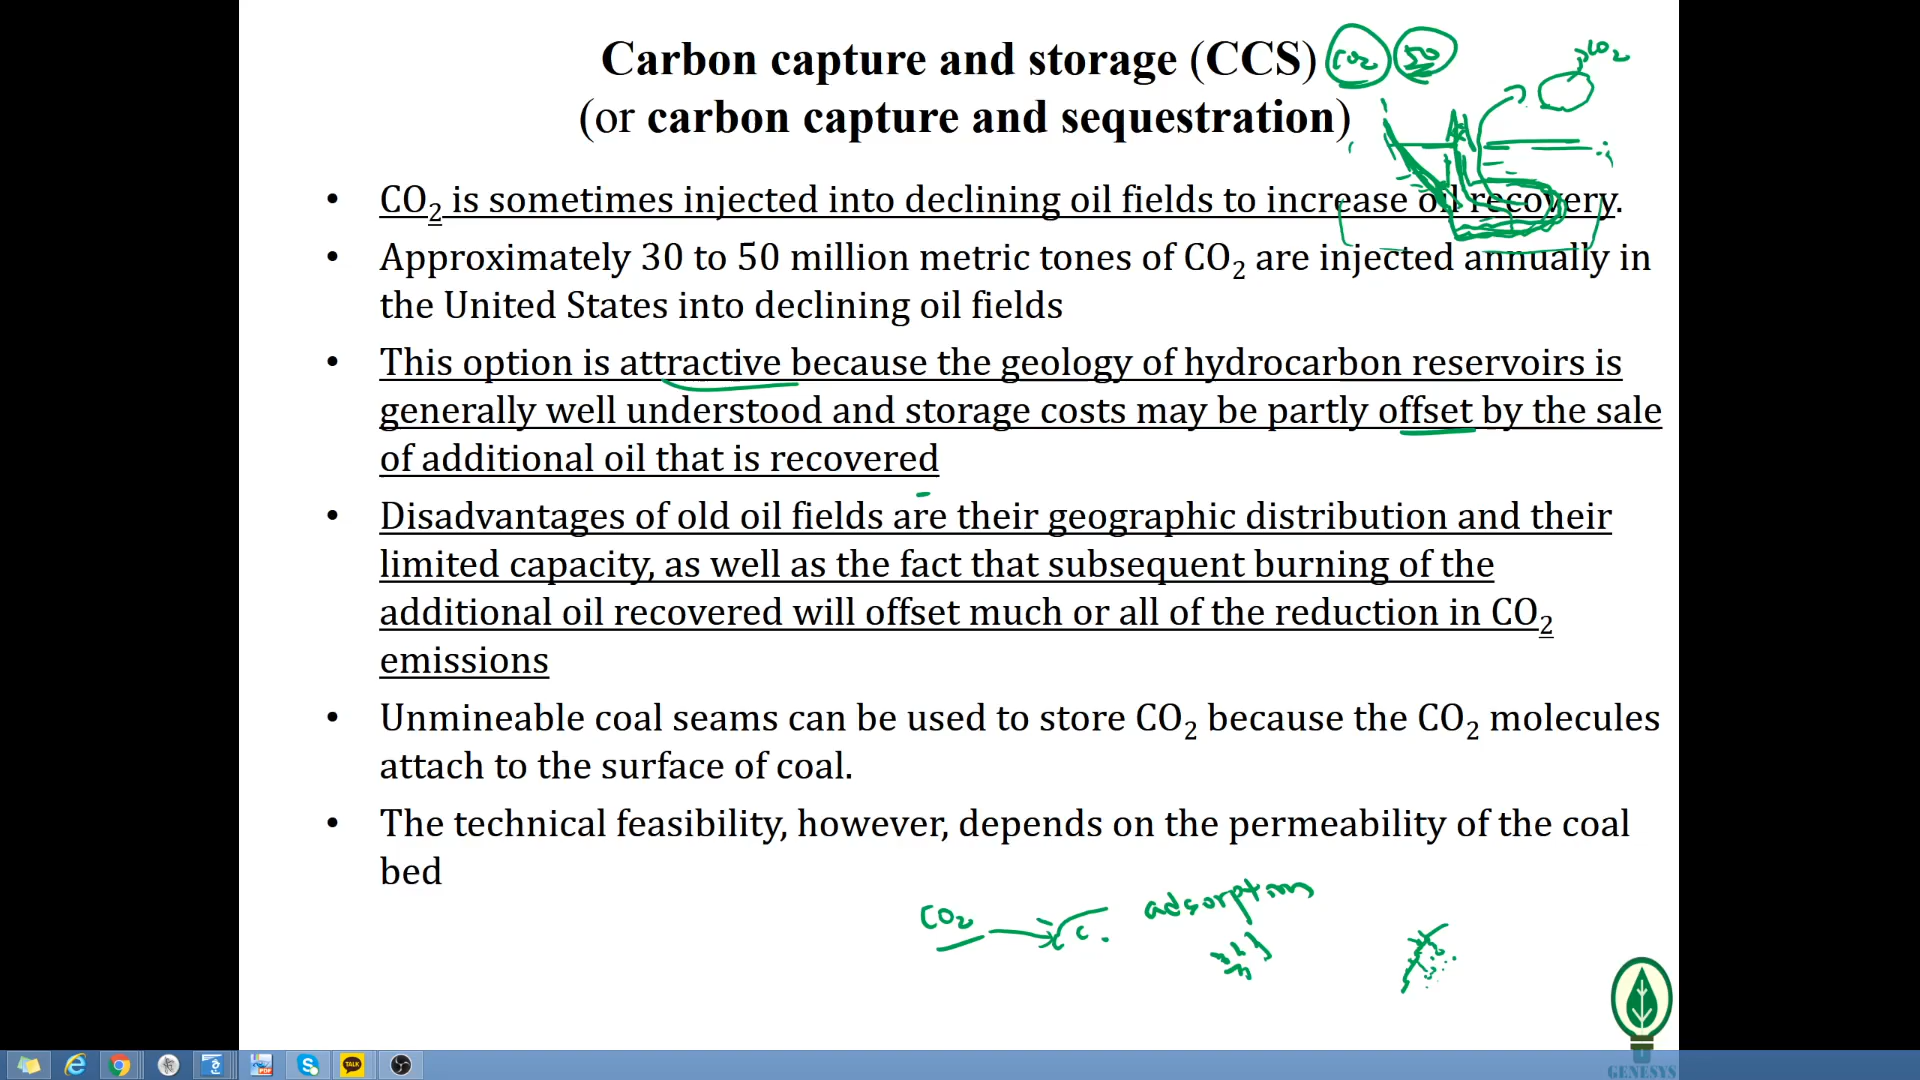 Carbon capture and storage (CCS)
(or carbon capture and sequestration)
CO2 50
CO2
• CO2 is sometimes injected into declining oil fields to increase oil recovery.
• Approximately 30 to 50 million metric tones of CO2 are injected annually in
the United States into declining oil fields
• This option is attractive because the geology of hydrocarbon reservoirs is
generally well understood and storage costs may be partly offset by the sale
of additional oil that is recovered
• Disadvantages of old oil fields are their geographic distribution and their
limited capacity, as well as the fact that subsequent burning of the
additional oil recovered will offset much or all of the reduction in CO2
emissions
• Unmineable coal seams can be used to store CO2 because the CO2 molecules
attach to the surface of coal.
• The technical feasibility, however, depends on the permeability of the coal
bed
CO2 → C. adsorption
GENESYS
TALK
PDF